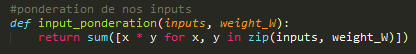 #ponderation de nos inputs
def input_ponderation(inputs, weight_W):
    return sum([x * y for x, y in zip(inputs, weight_W)])